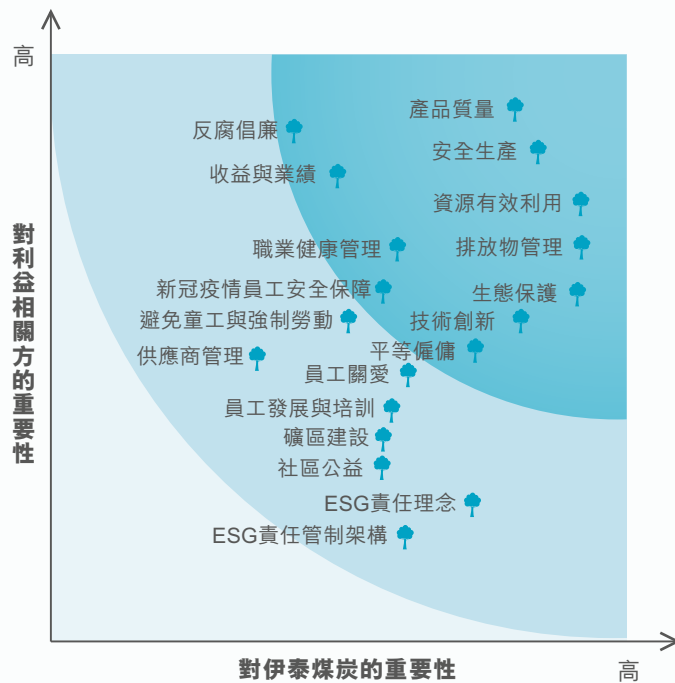 高
產品質量
反腐倡廉
安全生產
收益與業績
資源有效利用
職業健康管理
排放物管理
新冠疫情員工安全保障
生態保護
避免童工與強制勞動
技術創新
供應商管理
平等僱傭
員工關愛
員工發展與培訓
礦區建設
社區公益
ESG責任理念
ESG責任管制架構
對利益相關方的重要性
對伊泰煤炭的重要性
高